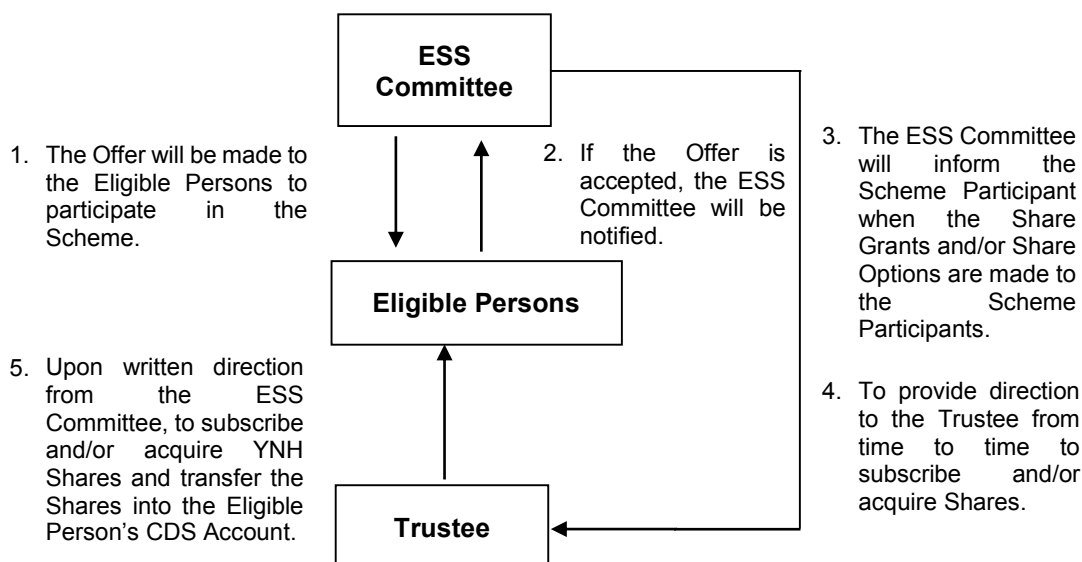 ESS
Committee
1. The Offer will be made to
the Eligible Persons to
participate in the
Scheme.
2. If the Offer is
accepted, the ESS
Committee will be
notified.
3. The ESS Committee
will inform the
Scheme Participant
when the Share
Grants and/or Share
Options are made to
the Scheme
Participants.
Eligible Persons
5. Upon written direction
from the ESS
Committee, to subscribe
and/or acquire YNH
Shares and transfer the
Shares into the Eligible
Person's CDS Account.
4. To provide direction
to the Trustee from
time to time to
subscribe and/or
acquire Shares.
Trustee